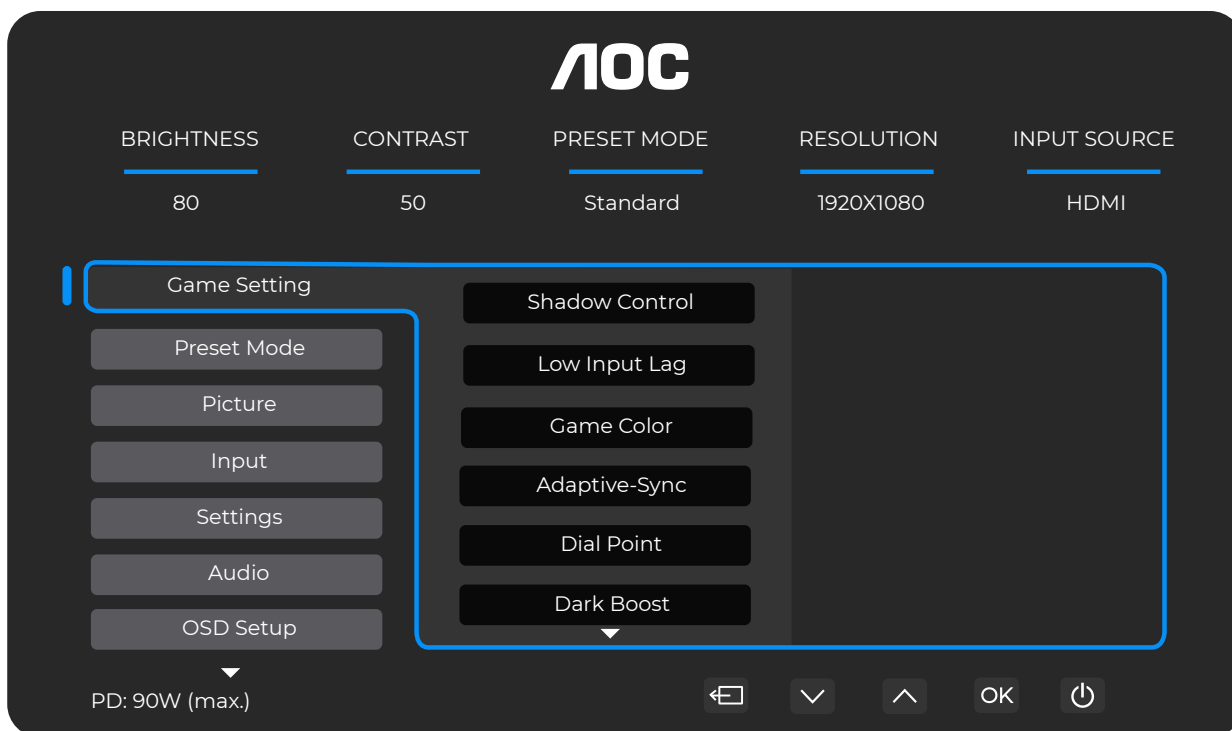 AOC
BRIGHTNESS CONTRAST PRESET MODE RESOLUTION INPUT SOURCE
80 50 Standard 1920X1080 HDMI
Game Setting
Preset Mode
Picture
Input
Settings
Audio
OSD Setup
Shadow Control
Low Input Lag
Game Color
Adaptive-Sync
Dial Point
Dark Boost
PD: 90W (max.)
OK